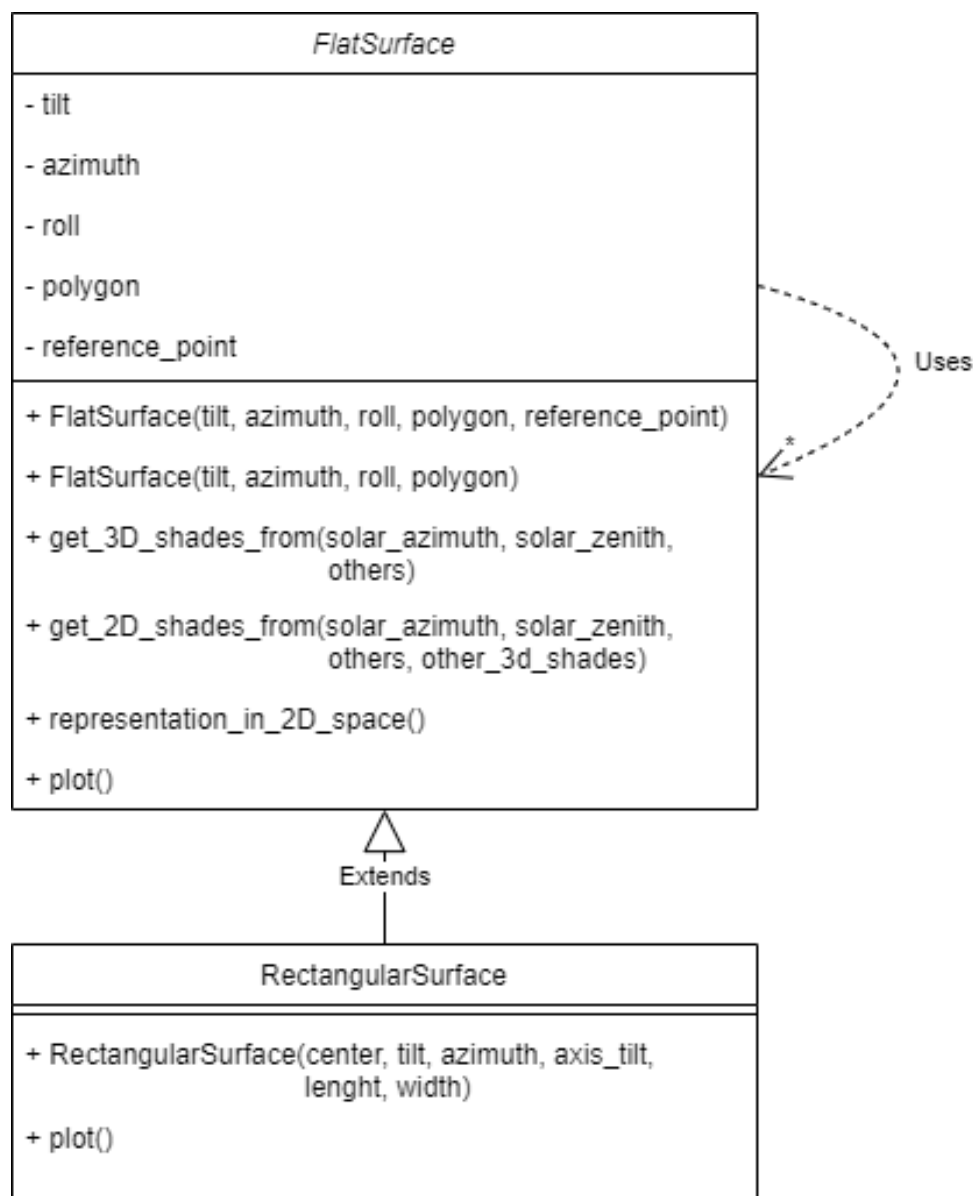 FlatSurface
- tilt
- azimuth
- roll
- polygon
- reference_point
Uses
+ FlatSurface(tilt, azimuth, roll, polygon, reference_point)
+ FlatSurface(tilt, azimuth, roll, polygon)
*
+ get_3D_shades_from(solar_azimuth, solar_zenith,
others)
+ get_2D_shades_from(solar_azimuth, solar_zenith,
others, other_3d_shades)
+ representation_in_2D_space()
+ plot()
Extends
RectangularSurface
+ RectangularSurface(center, tilt, azimuth, axis_tilt,
lenght, width)
+ plot()